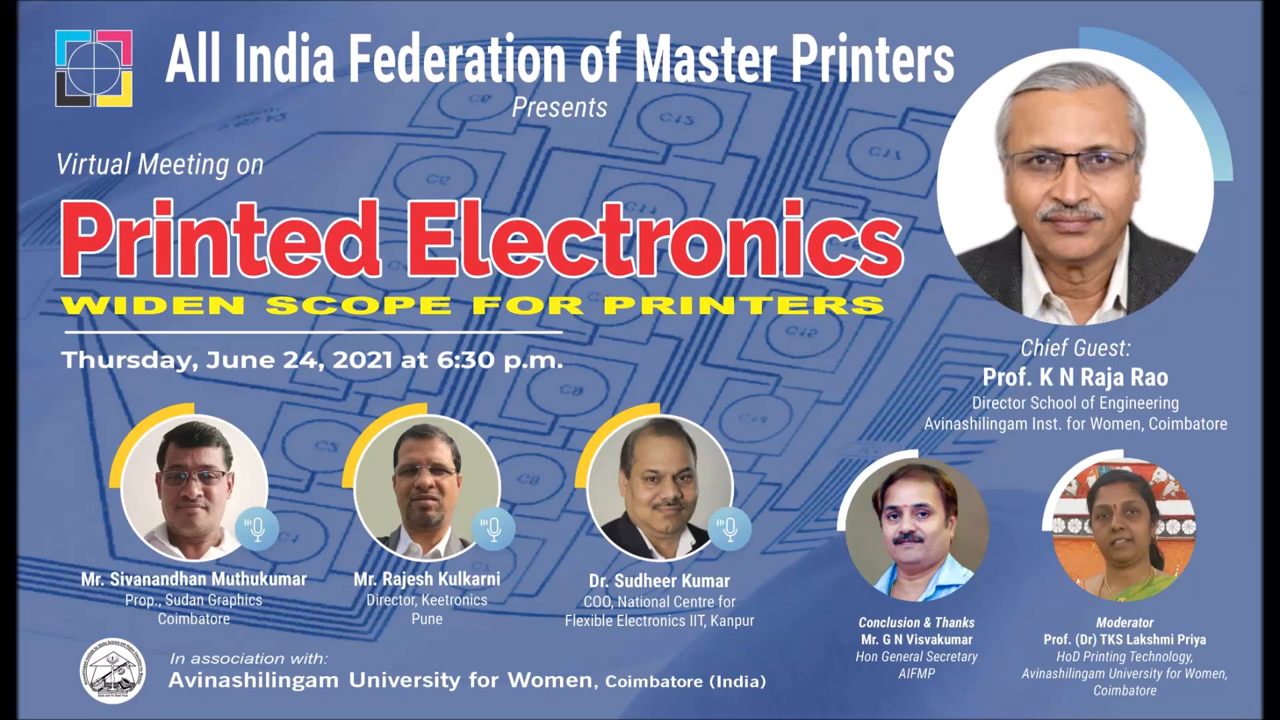 All India Federation of Master Printers
Presents
Virtual Meeting on
Printed Electronics
WIDEN SCOPE FOR PRINTERS
Thursday, June 24, 2021 at 6:30 p.m.
Chief Guest:
Prof. K N Raja Rao
Director School of Engineering
Avinashilingam Inst. for Women, Coimbatore
Mr. Sivanandhan Muthukumar
Prop., Sudan Graphics
Coimbatore
Mr. Rajesh Kulkarni
Director, Keetronics
Pune
Dr. Sudheer Kumar
COO, National Centre for
Flexible Electronics IIT, Kanpur
Conclusion & Thanks
Mr. G N Visvakumar
Hon General Secretary
AIFMP
Moderator
Prof. (Dr) TKS Lakshmi Priya
HoD Printing Technology,
Avinashilingam University for Women,
Coimbatore
In association with:
Avinashilingam University for Women, Coimbatore (India)